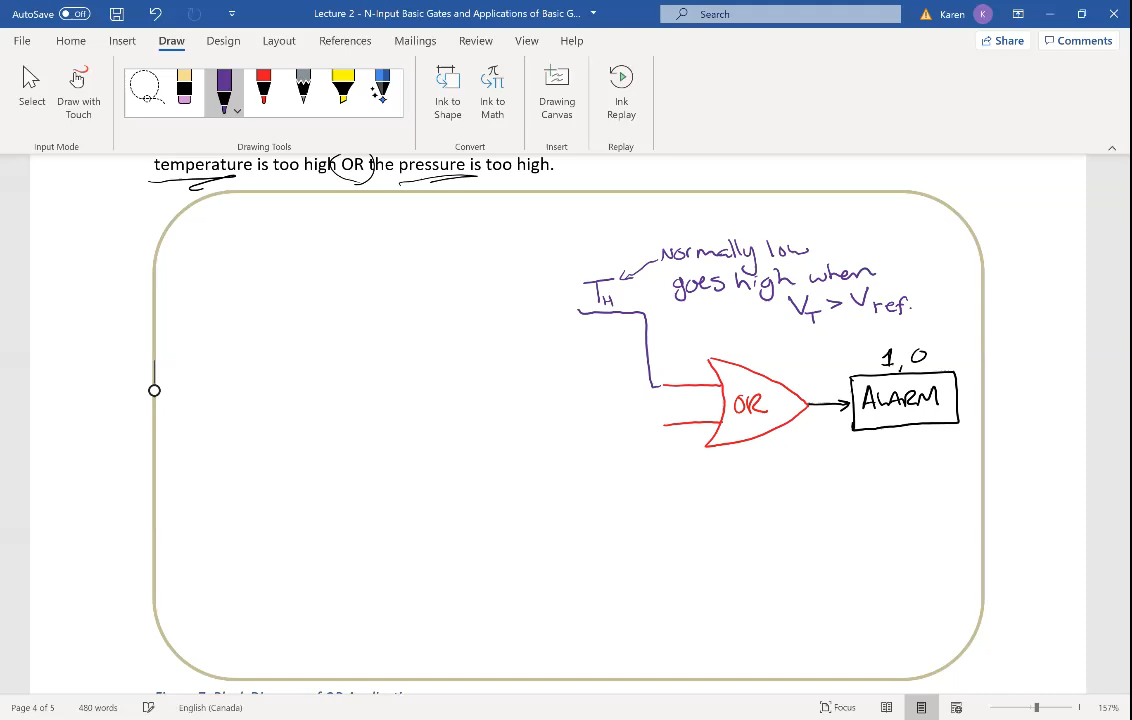 AutoSave Off
Lecture 2 - N-Input Basic Gates and Applications of Basic G...
Search
Karen K
File Home Insert Draw Design Layout References Mailings Review View Help
Share Comments
Select
Draw with Touch
Ink to Shape
Ink to Math
Drawing Canvas
Ink Replay
Input Mode
Drawing Tools
Convert
Insert
Replay
temperature is too high OR the pressure is too high.
Normally low
goes high when
VT > Vref.
TH
1, 0
OR
ALARM
Page 4 of 5 480 words English (Canada) Focus 157%